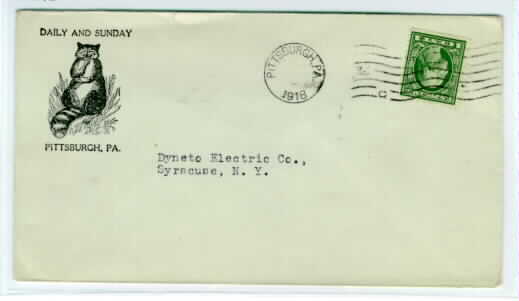 DAILY AND SUNDAY
PITTSBURGH, PA.
PITTSBURGH, PA.
1918
C
Dyneto Electric Co.,
Syracuse, N. Y.